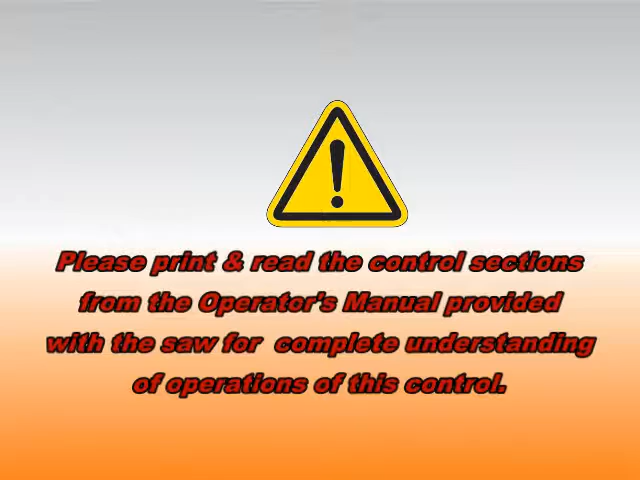 Please print & read the control sections
from the Operator's Manual provided
with the saw for  complete understanding
of operations of this control.